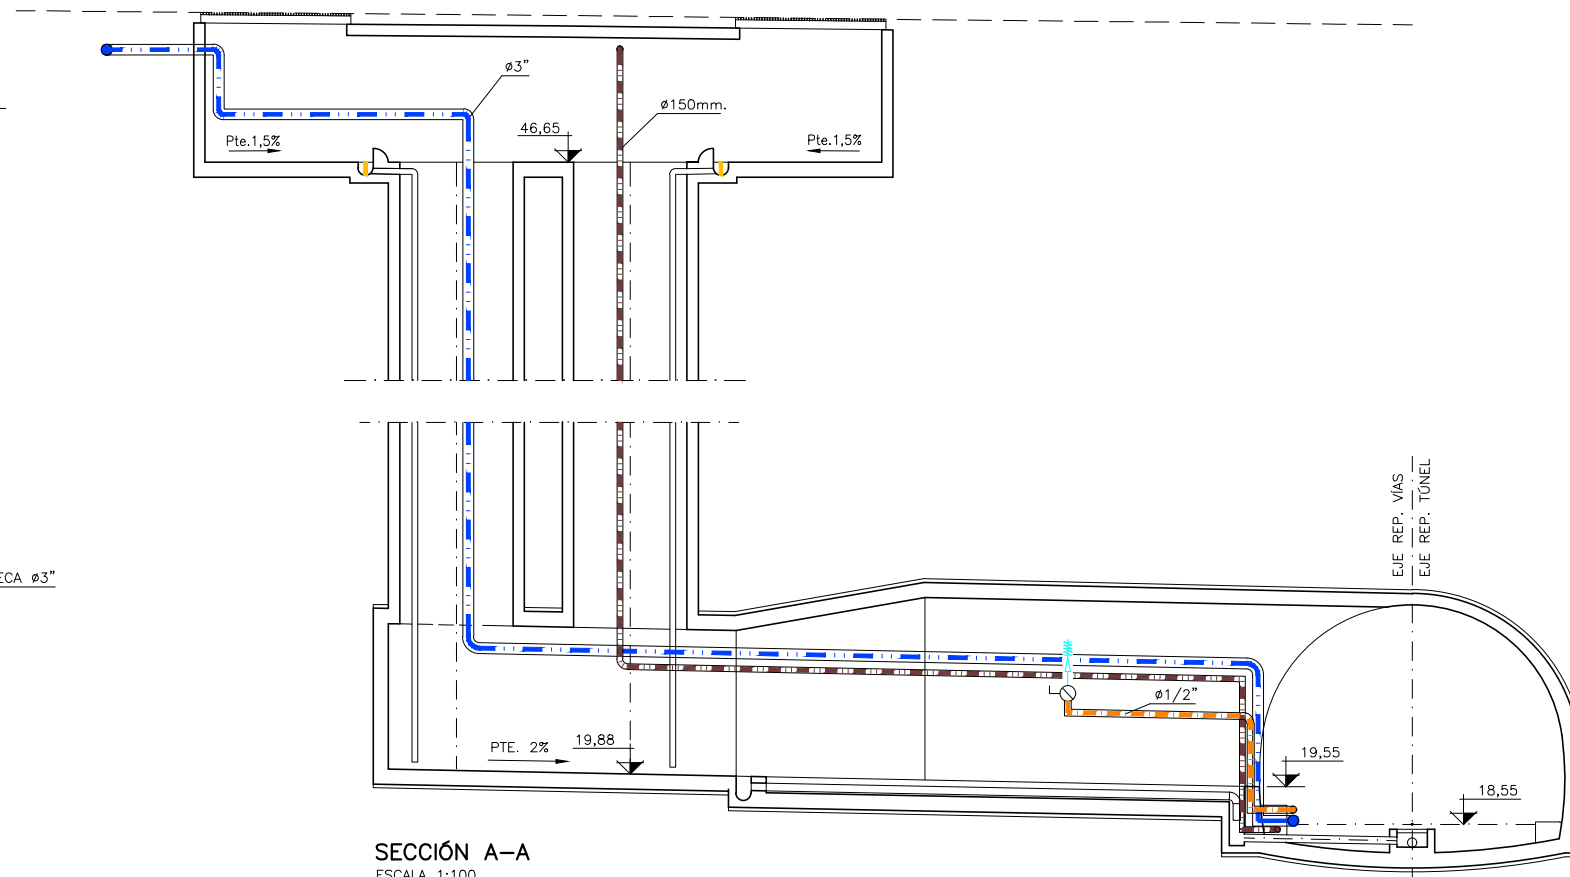 ø3"
ø150mm.
46,65
Pte.1,5%
Pte.1,5%
ECA ø3"
EJE REP. VÍAS
EJE REP. TÚNEL
ø1/2"
PTE. 2%
19,88
19,55
18,55
SECCIÓN A-A
ESCALA 1:100